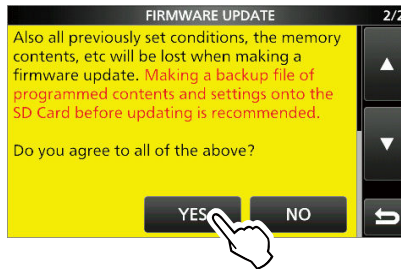 FIRMWARE UPDATE 2/2
Also all previously set conditions, the memory
contents, etc will be lost when making a
firmware update. Making a backup file of
programmed contents and settings onto the
SD Card before updating is recommended.
Do you agree to all of the above?
YES NO